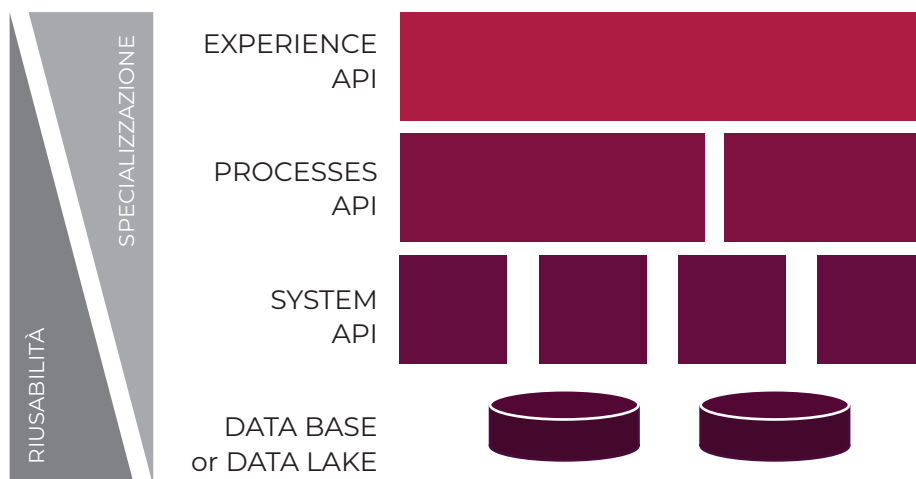 SPECIALIZZAZIONE
RIUSABILITÀ
EXPERIENCE
API
PROCESSES
API
SYSTEM
API
DATA BASE
or DATA LAKE